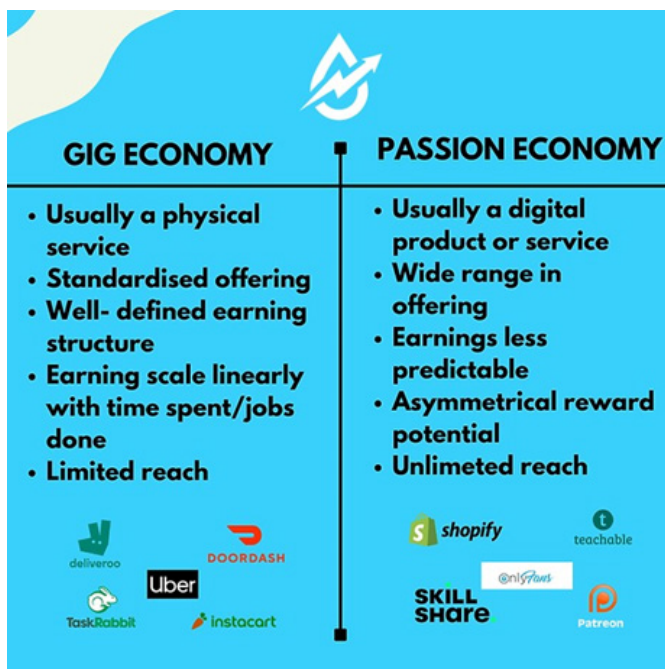 GIG ECONOMY
• Usually a physical
service
• Standardised offering
• Well- defined earning
structure
• Earning scale linearly
with time spent/jobs
done
• Limited reach
deliveroo
DOORDASH
Uber
TaskRabbit
instacart
PASSION ECONOMY
• Usually a digital
product or service
• Wide range in
offering
• Earnings less
predictable
• Asymmetrical reward
potential
• Unlimeted reach
shopify
t
teachable
OnlyFans
SKILL
SHare.
Patreon